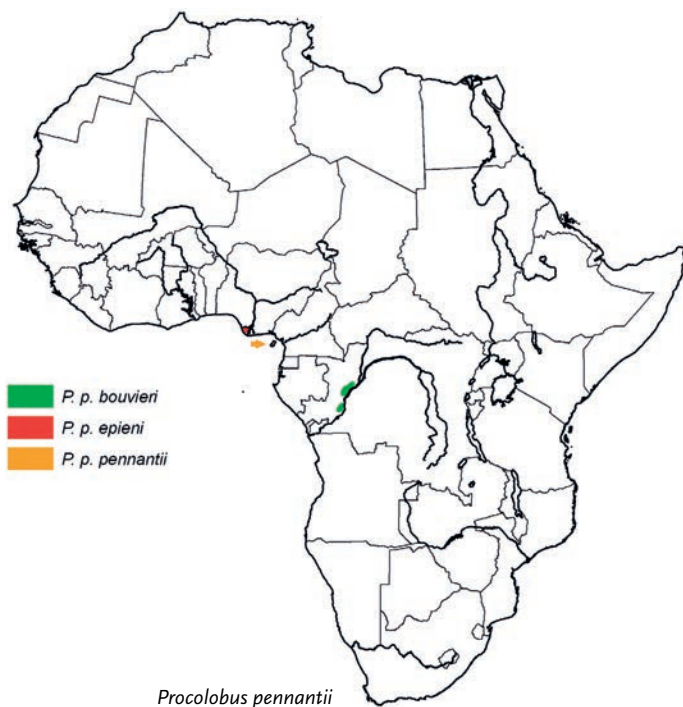 P. p. bouvieri
P. p. epieni
P. p. pennantii
Procolobus pennantii